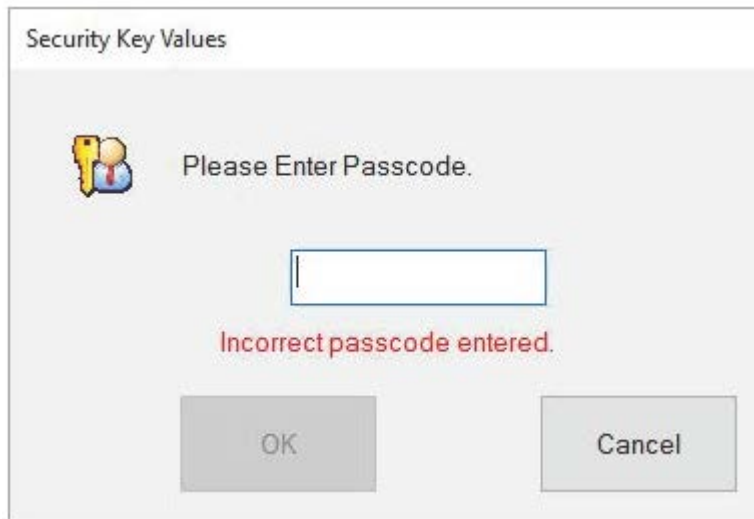 Security Key Values
Please Enter Passcode.
Incorrect passcode entered.
OK
Cancel